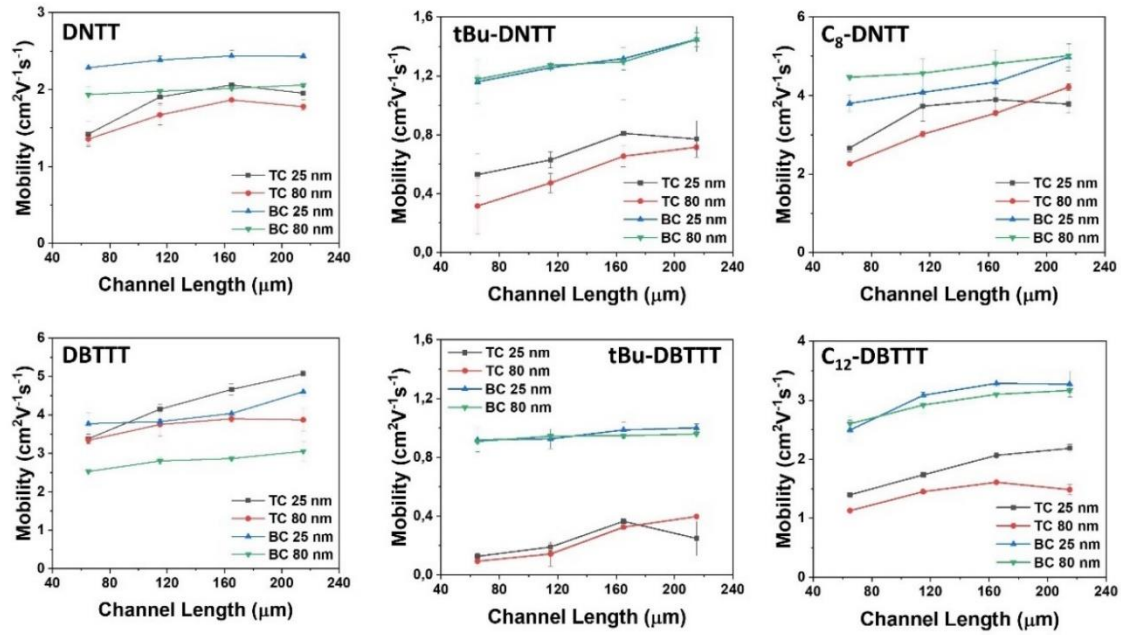 DNTT
Mobility (cm²V⁻¹s⁻¹)
3
2
1
0
TC 25 nm
TC 80 nm
BC 25 nm
BC 80 nm
40 80 120 160 200 240
Channel Length (μm)
tBu-DNTT
Mobility (cm²V⁻¹s⁻¹)
1,6
1,2
0,8
0,4
0,0
TC 25 nm
TC 80 nm
BC 25 nm
BC 80 nm
40 80 120 160 200 240
Channel Length (μm)
C₈-DNTT
Mobility (cm²V⁻¹s⁻¹)
6
5
4
3
2
1
0
TC 25 nm
TC 80 nm
BC 25 nm
BC 80 nm
40 80 120 160 200 240
Channel Length (μm)
DBTTT
Mobility (cm²V⁻¹s⁻¹)
6
5
4
3
2
1
0
TC 25 nm
TC 80 nm
BC 25 nm
BC 80 nm
40 80 120 160 200 240
Channel Length (μm)
tBu-DBTTT
Mobility (cm²V⁻¹s⁻¹)
1,6
1,2
0,8
0,4
0,0
TC 25 nm
TC 80 nm
BC 25 nm
BC 80 nm
40 80 120 160 200 240
Channel Length (μm)
C₁₂-DBTTT
Mobility (cm²V⁻¹s⁻¹)
4
3
2
1
0
TC 25 nm
TC 80 nm
BC 25 nm
BC 80 nm
40 80 120 160 200 240
Channel Length (μm)